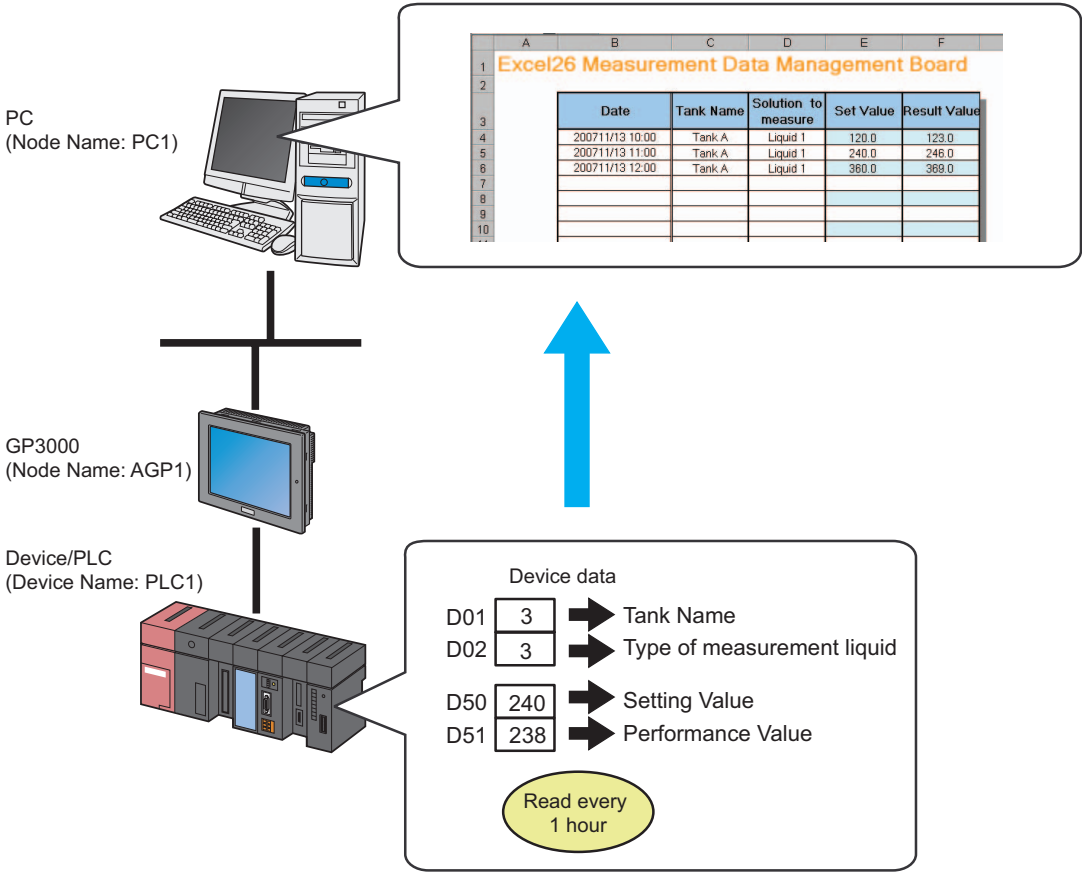 PC
(Node Name: PC1)
A B C D E F
1 Excel26 Measurement Data Management Board
2
3 Date Tank Name Solution to measure Set Value Result Value
4 200711/13 10:00 Tank A Liquid 1 120.0 123.0
5 200711/13 11:00 Tank A Liquid 1 240.0 246.0
6 200711/13 12:00 Tank A Liquid 1 360.0 369.0
7
8
9
10
GP3000
(Node Name: AGP1)
Device/PLC
(Device Name: PLC1)
Device data
D01 3 Tank Name
D02 3 Type of measurement liquid
D50 240 Setting Value
D51 238 Performance Value
Read every
1 hour